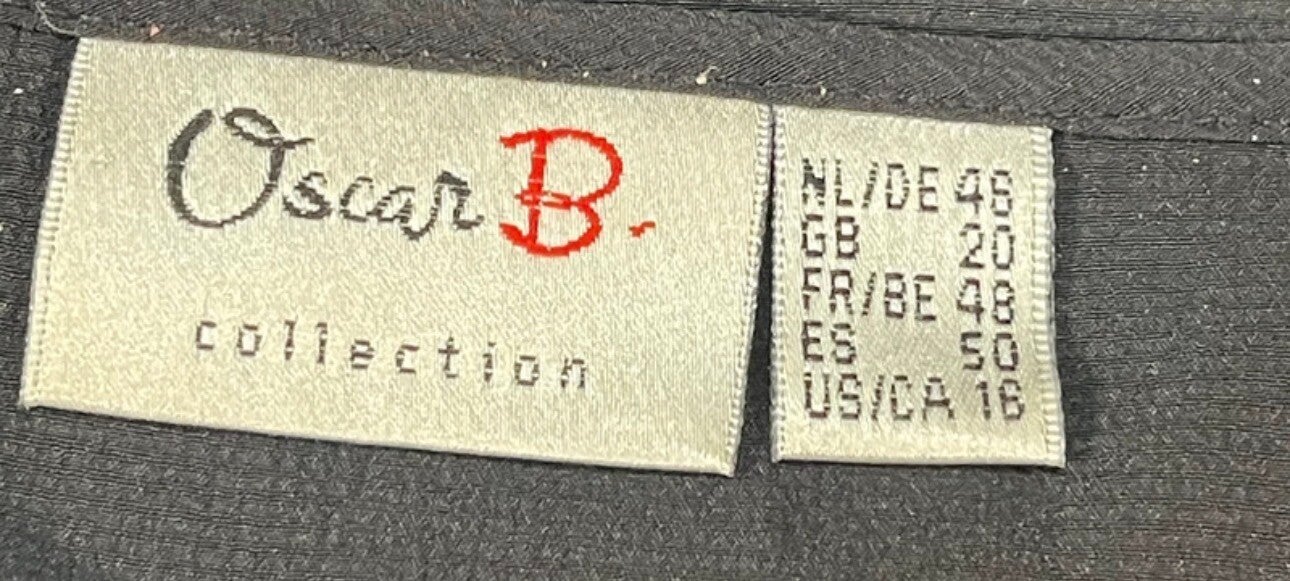 Oscar B.
collection
NL/DE 46
GB 20
FR/BE 48
ES 50
US/CA 16